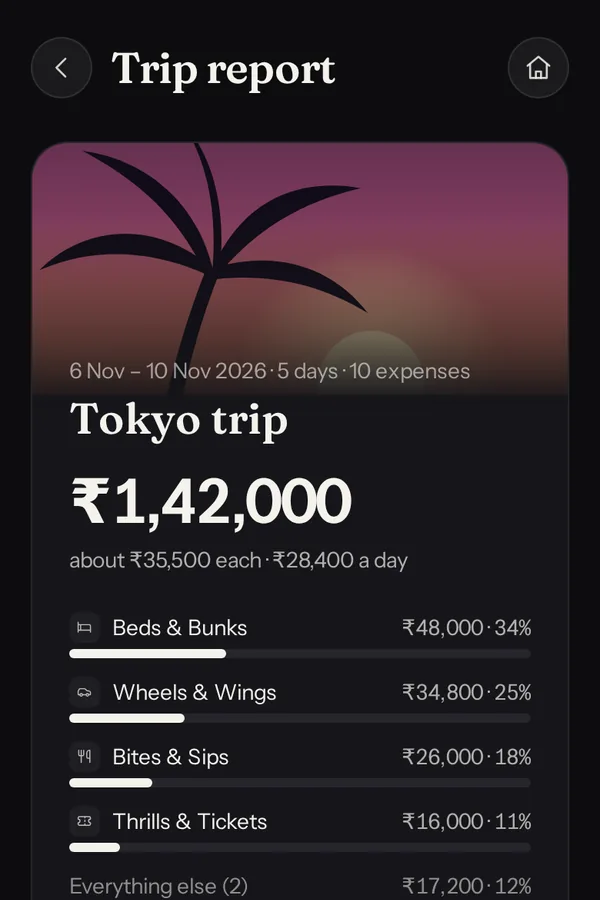 Trip report
6 Nov – 10 Nov 2026 · 5 days · 10 expenses
Tokyo trip
₹1,42,000
about ₹35,500 each · ₹28,400 a day
Beds & Bunks ₹48,000 · 34%
Wheels & Wings ₹34,800 · 25%
Bites & Sips ₹26,000 · 18%
Thrills & Tickets ₹16,000 · 11%
Everything else (2) ₹17,200 · 12%